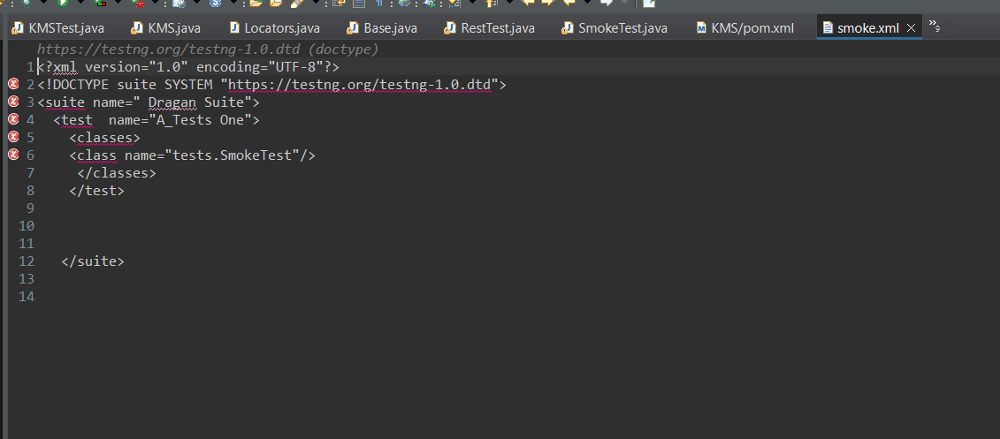 KMSTest.java KMS.java Locators.java Base.java RestTest.java SmokeTest.java KMS/pom.xml smoke.xml »9
https://testng.org/testng-1.0.dtd (doctype)
1 <?xml version="1.0" encoding="UTF-8"?>
2 <!DOCTYPE suite SYSTEM "https://testng.org/testng-1.0.dtd">
3 <suite name=" Dragan Suite">
4   <test  name="A_Tests One">
5     <classes>
6     <class name="tests.SmokeTest"/>
7      </classes>
8     </test>
9
10
11
12    </suite>
13
14